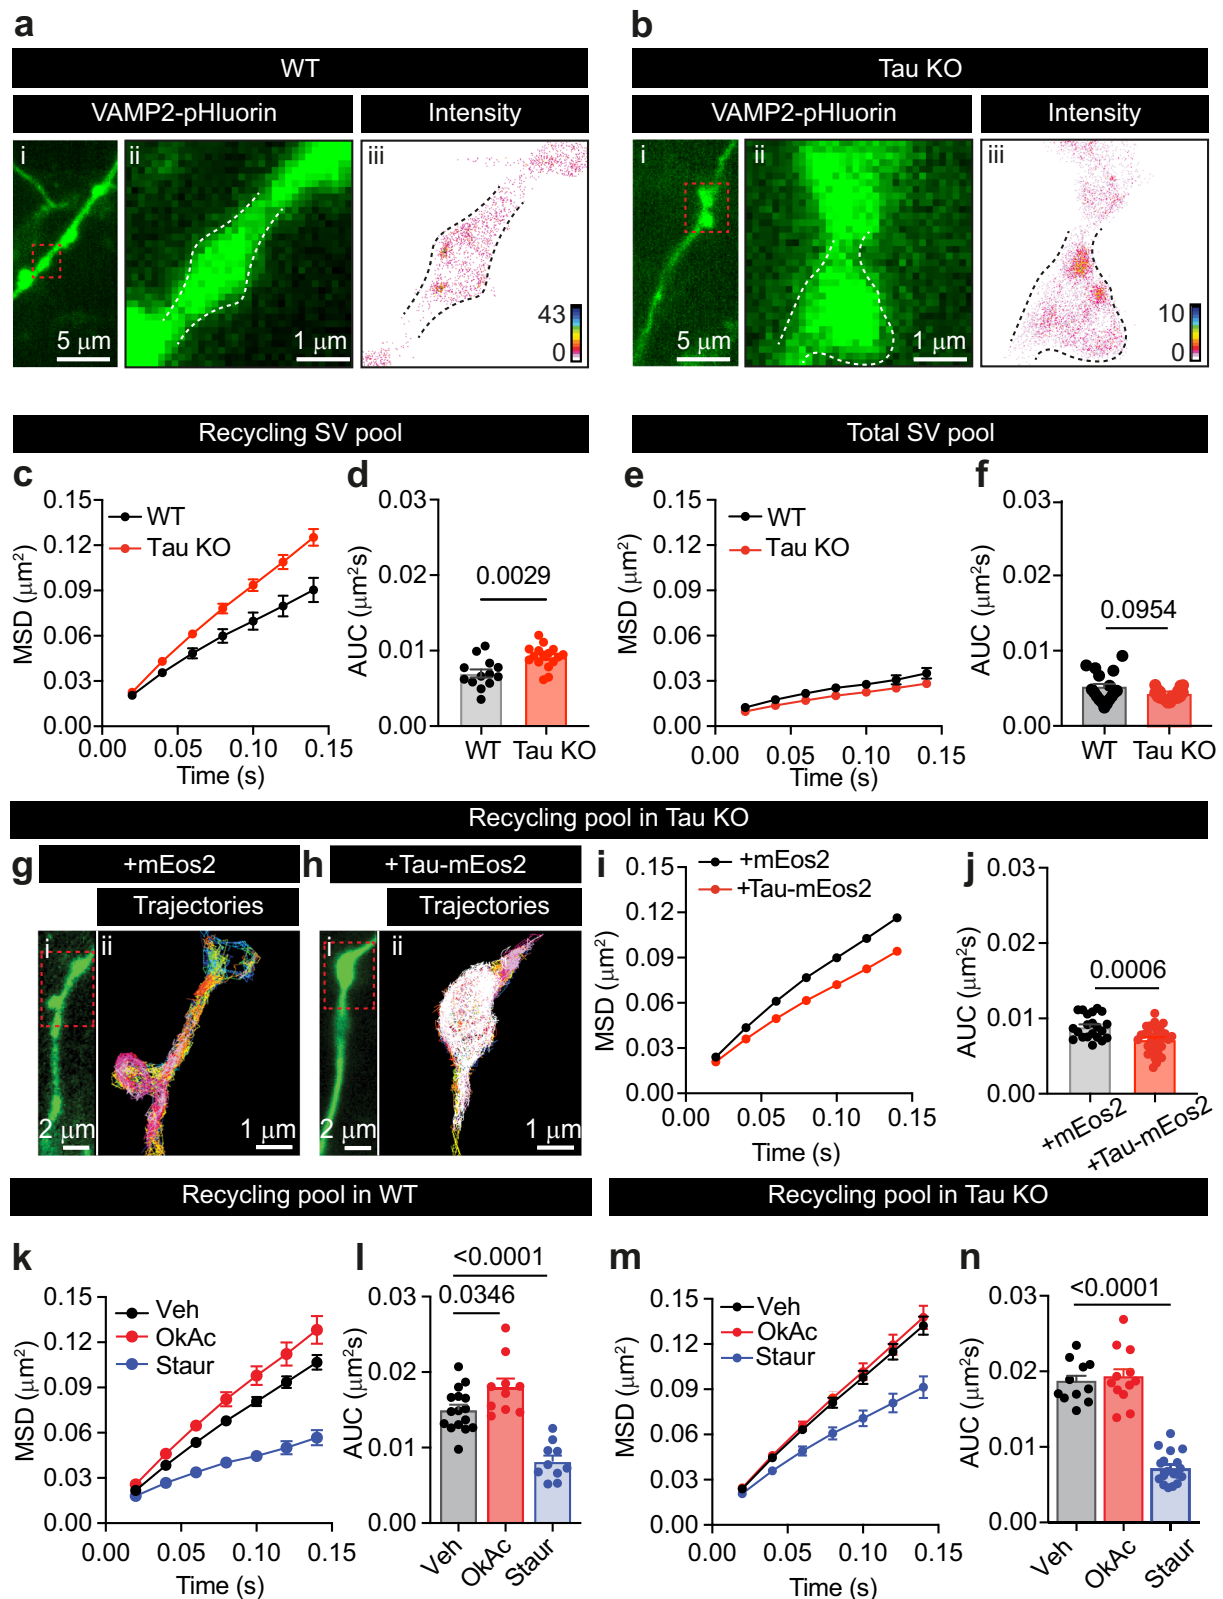 a
WT
VAMP2-pHluorin
Intensity
i
ii
iii
5 μm
1 μm
43
0
b
Tau KO
VAMP2-pHluorin
Intensity
i
ii
iii
5 μm
1 μm
10
0
Recycling SV pool
c
0.15
0.12
0.09
0.06
0.03
0.00
MSD (μm²)
WT
Tau KO
0.00 0.05 0.10 0.15
Time (s)
d
0.03
0.02
0.01
0.00
AUC (μm²s)
0.0029
WT Tau KO
Total SV pool
e
0.15
0.12
0.09
0.06
0.03
0.00
MSD (μm²)
WT
Tau KO
0.00 0.05 0.10 0.15
Time (s)
f
0.03
0.02
0.01
0.00
AUC (μm²s)
0.0954
WT Tau KO
Recycling pool in Tau KO
g
+mEos2
Trajectories
i
ii
2 μm
1 μm
h
+Tau-mEos2
Trajectories
i
ii
2 μm
1 μm
i
0.15
0.12
0.09
0.06
0.03
0.00
MSD (μm²)
+mEos2
+Tau-mEos2
0.00 0.05 0.10 0.15
Time (s)
j
0.03
0.02
0.01
0.00
AUC (μm²s)
0.0006
+mEos2
+Tau-mEos2
Recycling pool in WT
k
0.15
0.12
0.09
0.06
0.03
0.00
MSD (μm²)
Veh
OkAc
Staur
0.00 0.05 0.10 0.15
Time (s)
l
0.03
0.02
0.01
0.00
AUC (μm²s)
<0.0001
0.0346
Veh
OkAc
Staur
Recycling pool in Tau KO
m
0.15
0.12
0.09
0.06
0.03
0.00
MSD (μm²)
Veh
OkAc
Staur
0.00 0.05 0.10 0.15
Time (s)
n
0.03
0.02
0.01
0.00
AUC (μm²s)
<0.0001
Veh
OkAc
Staur